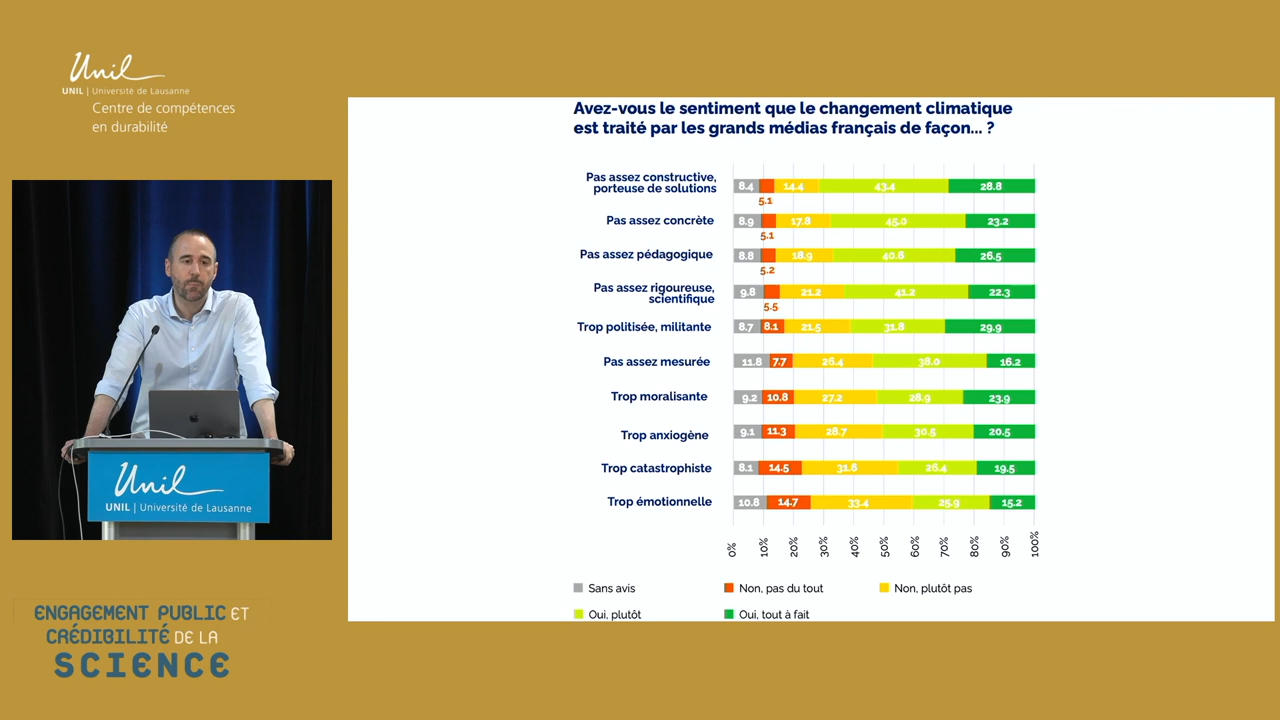 Unil
UNIL | Université de Lausanne
Centre de compétences
en durabilité
Unil
UNIL | Université de Lausanne
ENGAGEMENT PUBLIC ET
CRÉDIBILITÉ DE LA
SCIENCE
Avez-vous le sentiment que le changement climatique
est traité par les grands médias français de façon... ?
Pas assez constructive,
porteuse de solutions
8.4 14.4 43.4 28.8
5.1
Pas assez concrète
8.9 17.8 45.0 23.2
5.1
Pas assez pédagogique
8.8 18.9 40.6 26.5
5.2
Pas assez rigoureuse,
scientifique
9.8 21.2 41.2 22.3
5.5
Trop politisée, militante
8.7 8.1 21.5 31.8 29.9
Pas assez mesurée
11.8 7.7 26.4 38.0 16.2
Trop moralisante
9.2 10.8 27.2 28.9 23.9
Trop anxiogène
9.1 11.3 28.7 30.5 20.5
Trop catastrophiste
8.1 14.5 31.6 26.4 19.5
Trop émotionnelle
10.8 14.7 33.4 25.9 15.2
0% 10% 20% 30% 40% 50% 60% 70% 80% 90% 100%
Sans avis Non, pas du tout Non, plutôt pas
Oui, plutôt Oui, tout à fait